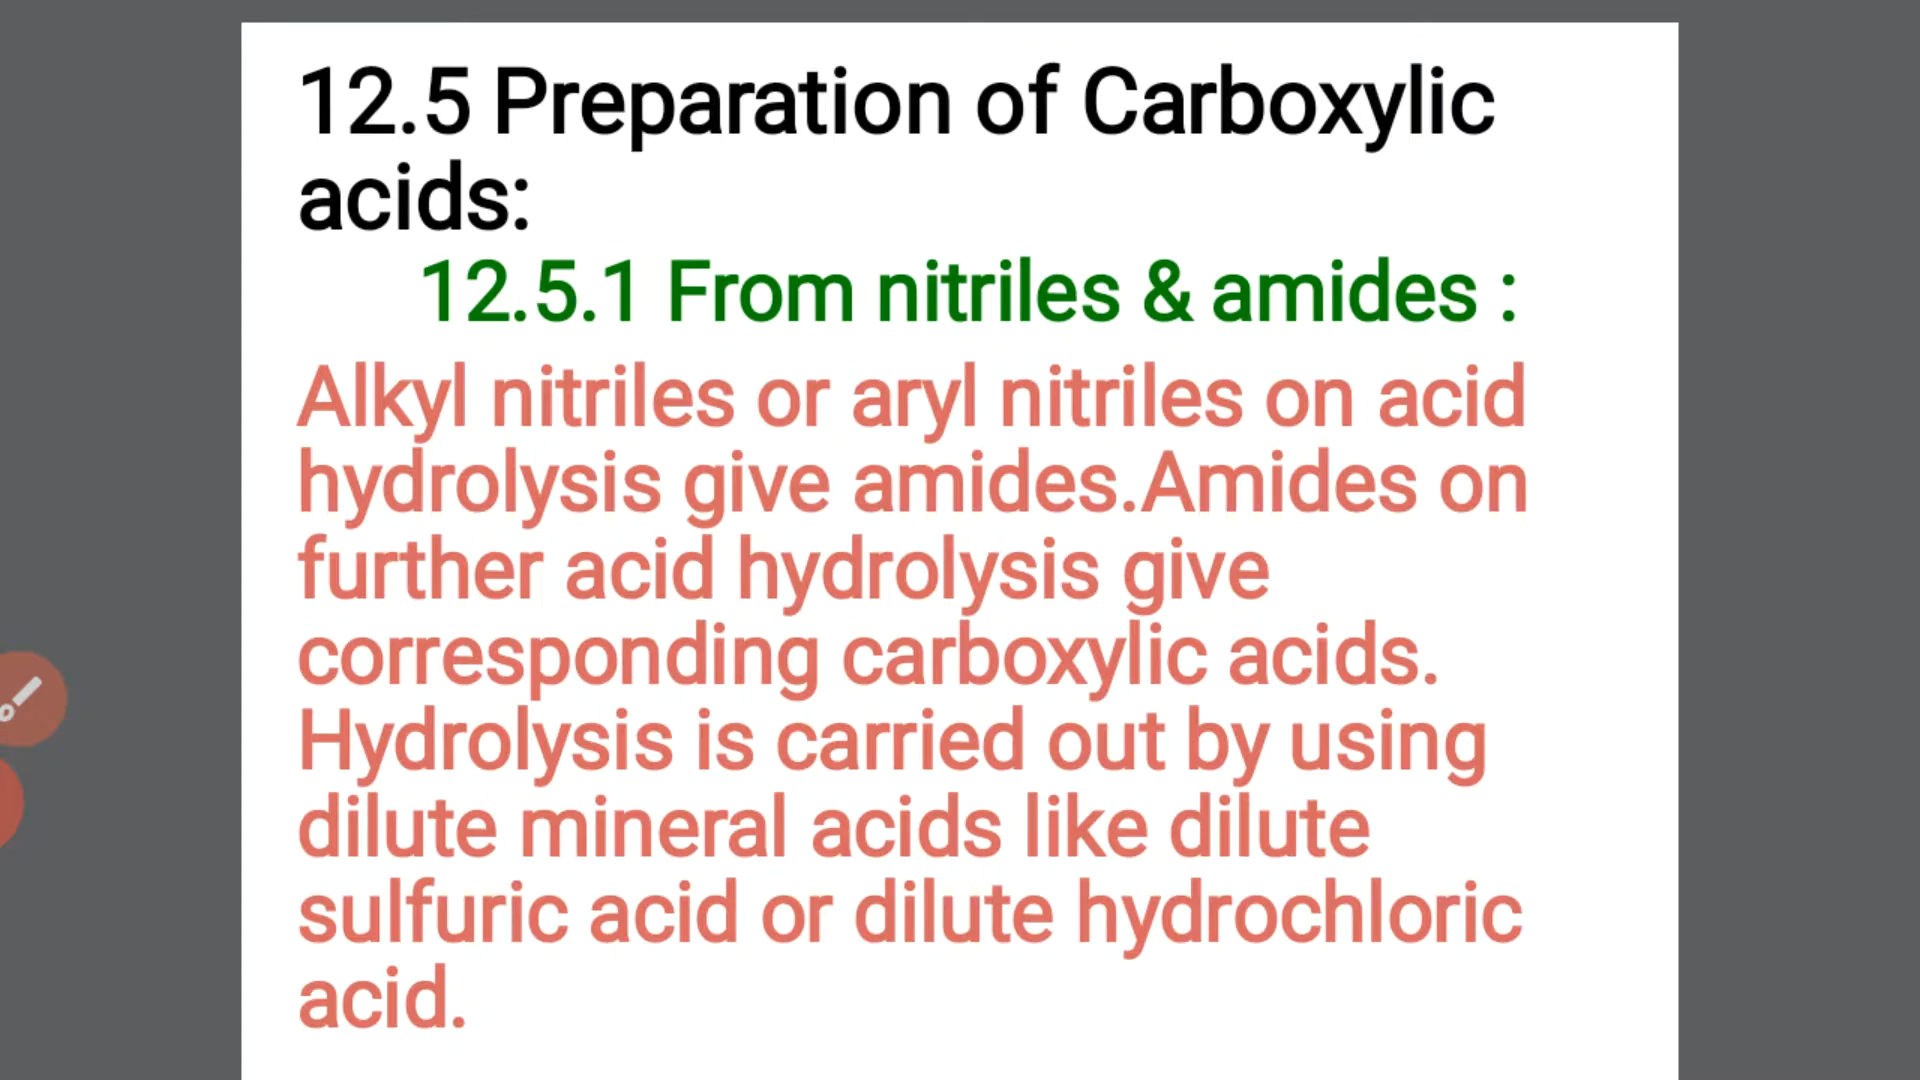 12.5 Preparation of Carboxylic
acids:
12.5.1 From nitriles & amides :
Alkyl nitriles or aryl nitriles on acid
hydrolysis give amides.Amides on
further acid hydrolysis give
corresponding carboxylic acids.
Hydrolysis is carried out by using
dilute mineral acids like dilute
sulfuric acid or dilute hydrochloric
acid.